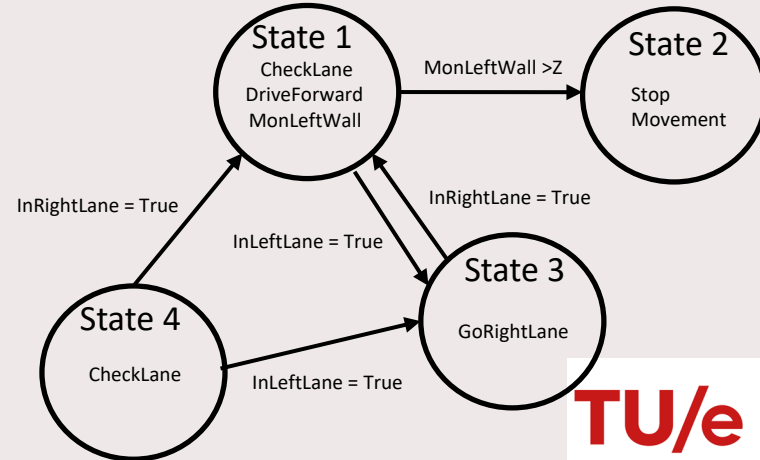 State 1
CheckLane
DriveForward
MonLeftWall
MonLeftWall >Z
State 2
Stop
Movement
InRightLane = True
InLeftLane = True
InRightLane = True
State 3
GoRightLane
State 4
CheckLane
InLeftLane = True
TU/e